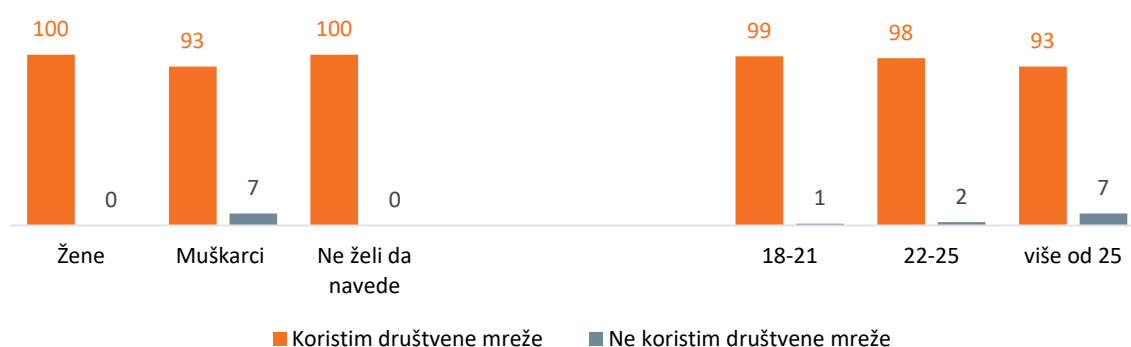 100 93 100 99 98 93
0 7 0 1 2 7
Žene Muškarci Ne želi da 18-21 22-25 više od 25
navede
Koristim društvene mreže Ne koristim društvene mreže